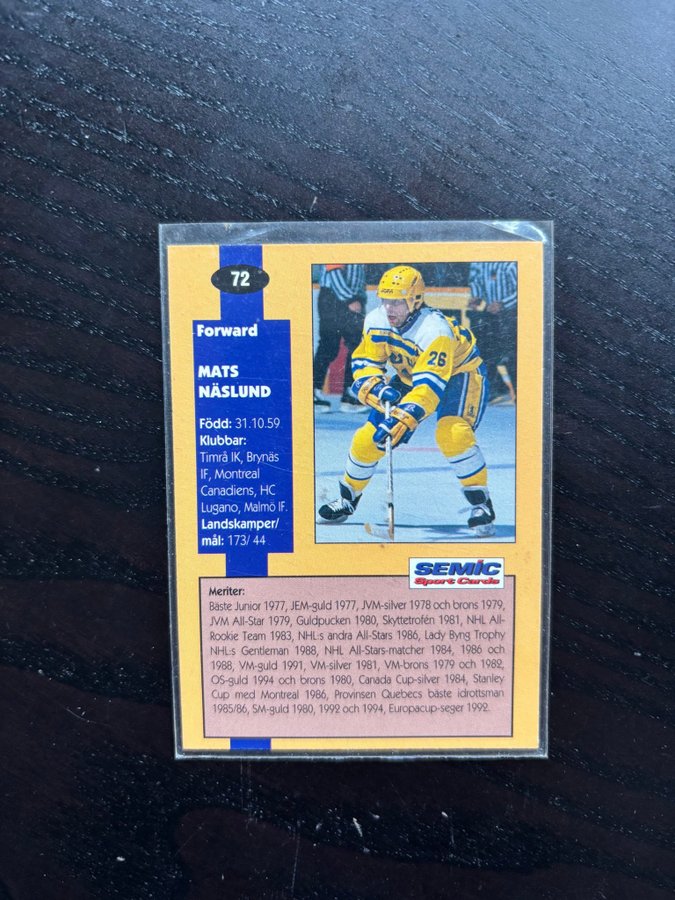 72
Forward
MATS
NÄSLUND
Född: 31.10.59
Klubbar:
Timrå IK, Brynäs
IF, Montreal
Canadiens, HC
Lugano, Malmö IF.
Landskamper/
mål: 173/ 44
26
SEMIC
Sport Cards
Meriter:
Bäste Junior 1977, JEM-guld 1977, JVM-silver 1978 och brons 1979,
JVM All-Star 1979, Guldpucken 1980, Skyttetrofén 1981, NHL All-
Rookie Team 1983, NHL:s andra All-Stars 1986, Lady Byng Trophy
NHL:s Gentleman 1988, NHL All-Stars-matcher 1984, 1986 och
1988, VM-guld 1991, VM-silver 1981, VM-brons 1979 och 1982,
OS-guld 1994 och brons 1980, Canada Cup-silver 1984, Stanley
Cup med Montreal 1986, Provinsen Quebecs bäste idrottsman
1985/86, SM-guld 1980, 1992 och 1994, Europacup-seger 1992.